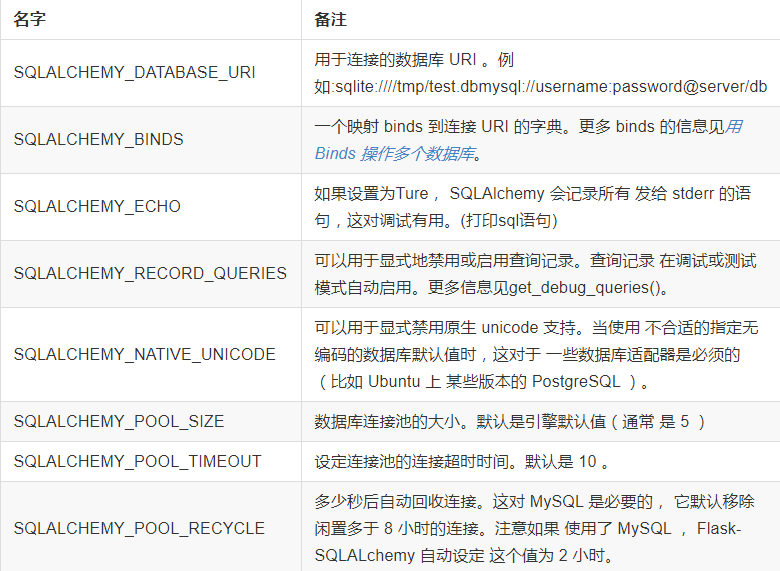 名字 备注
SQLALCHEMY_DATABASE_URI 用于连接的数据库 URI 。例
如:sqlite:////tmp/test.dbmysql://username:password@server/db
SQLALCHEMY_BINDS 一个映射 binds 到连接 URI 的字典。更多 binds 的信息见用
Binds 操作多个数据库。
SQLALCHEMY_ECHO 如果设置为Ture， SQLAlchemy 会记录所有 发给 stderr 的语
句，这对调试有用。(打印sql语句)
SQLALCHEMY_RECORD_QUERIES 可以用于显式地禁用或启用查询记录。查询记录 在调试或测试
模式自动启用。更多信息见get_debug_queries()。
SQLALCHEMY_NATIVE_UNICODE 可以用于显式禁用原生 unicode 支持。当使用 不合适的指定无
编码的数据库默认值时，这对于 一些数据库适配器是必须的
（比如 Ubuntu 上 某些版本的 PostgreSQL ）。
SQLALCHEMY_POOL_SIZE 数据库连接池的大小。默认是引擎默认值（通常 是 5 ）
SQLALCHEMY_POOL_TIMEOUT 设定连接池的连接超时时间。默认是 10 。
SQLALCHEMY_POOL_RECYCLE 多少秒后自动回收连接。这对 MySQL 是必要的， 它默认移除
闲置多于 8 小时的连接。注意如果 使用了 MySQL ， Flask-
SQLALchemy 自动设定 这个值为 2 小时。